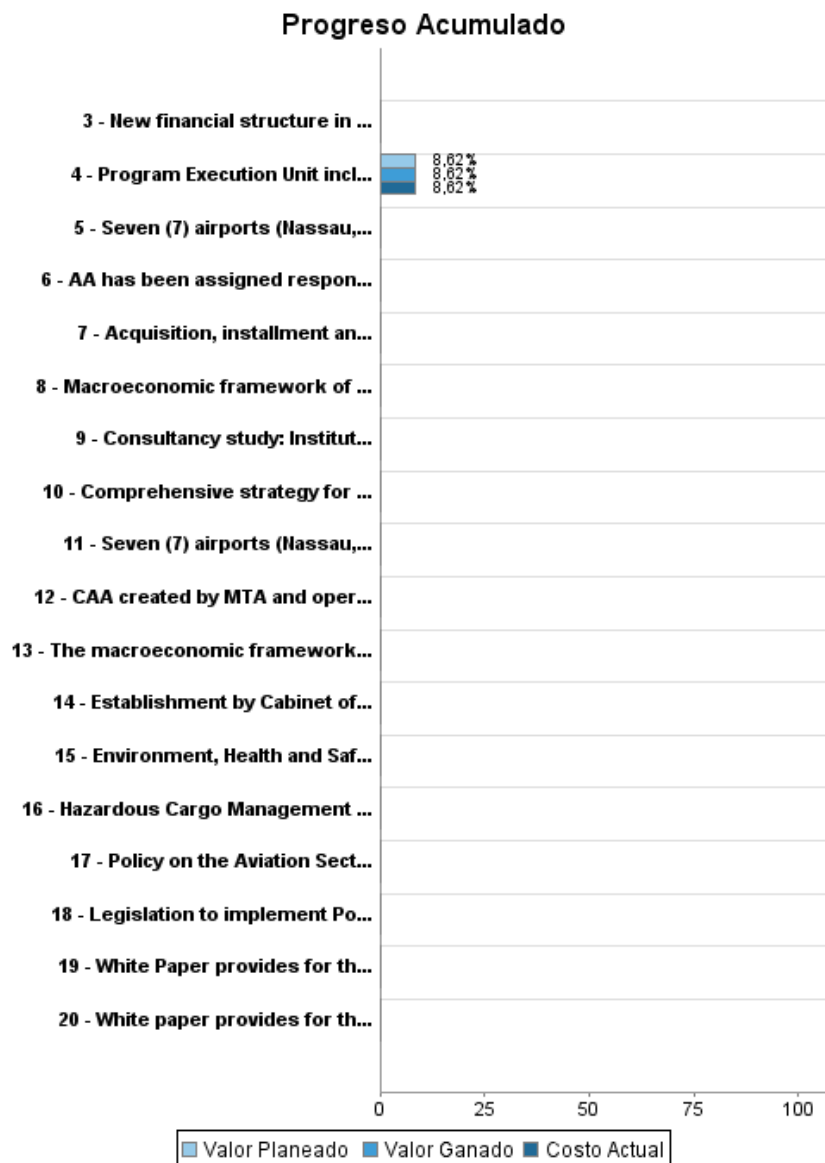 Progreso Acumulado
3 - New financial structure in ...
8,62%
4 - Program Execution Unit incl...
8,62%
8,62%
5 - Seven (7) airports (Nassau,...
6 - AA has been assigned respon...
7 - Acquisition, installment an...
8 - Macroeconomic framework of ...
9 - Consultancy study: Institut...
10 - Comprehensive strategy for ...
11 - Seven (7) airports (Nassau,...
12 - CAA created by MTA and oper...
13 - The macroeconomic framework...
14 - Establishment by Cabinet of...
15 - Environment, Health and Saf...
16 - Hazardous Cargo Management ...
17 - Policy on the Aviation Sect...
18 - Legislation to implement Po...
19 - White Paper provides for th...
20 - White paper provides for th...
0 25 50 75 100
Valor Planeado Valor Ganado Costo Actual